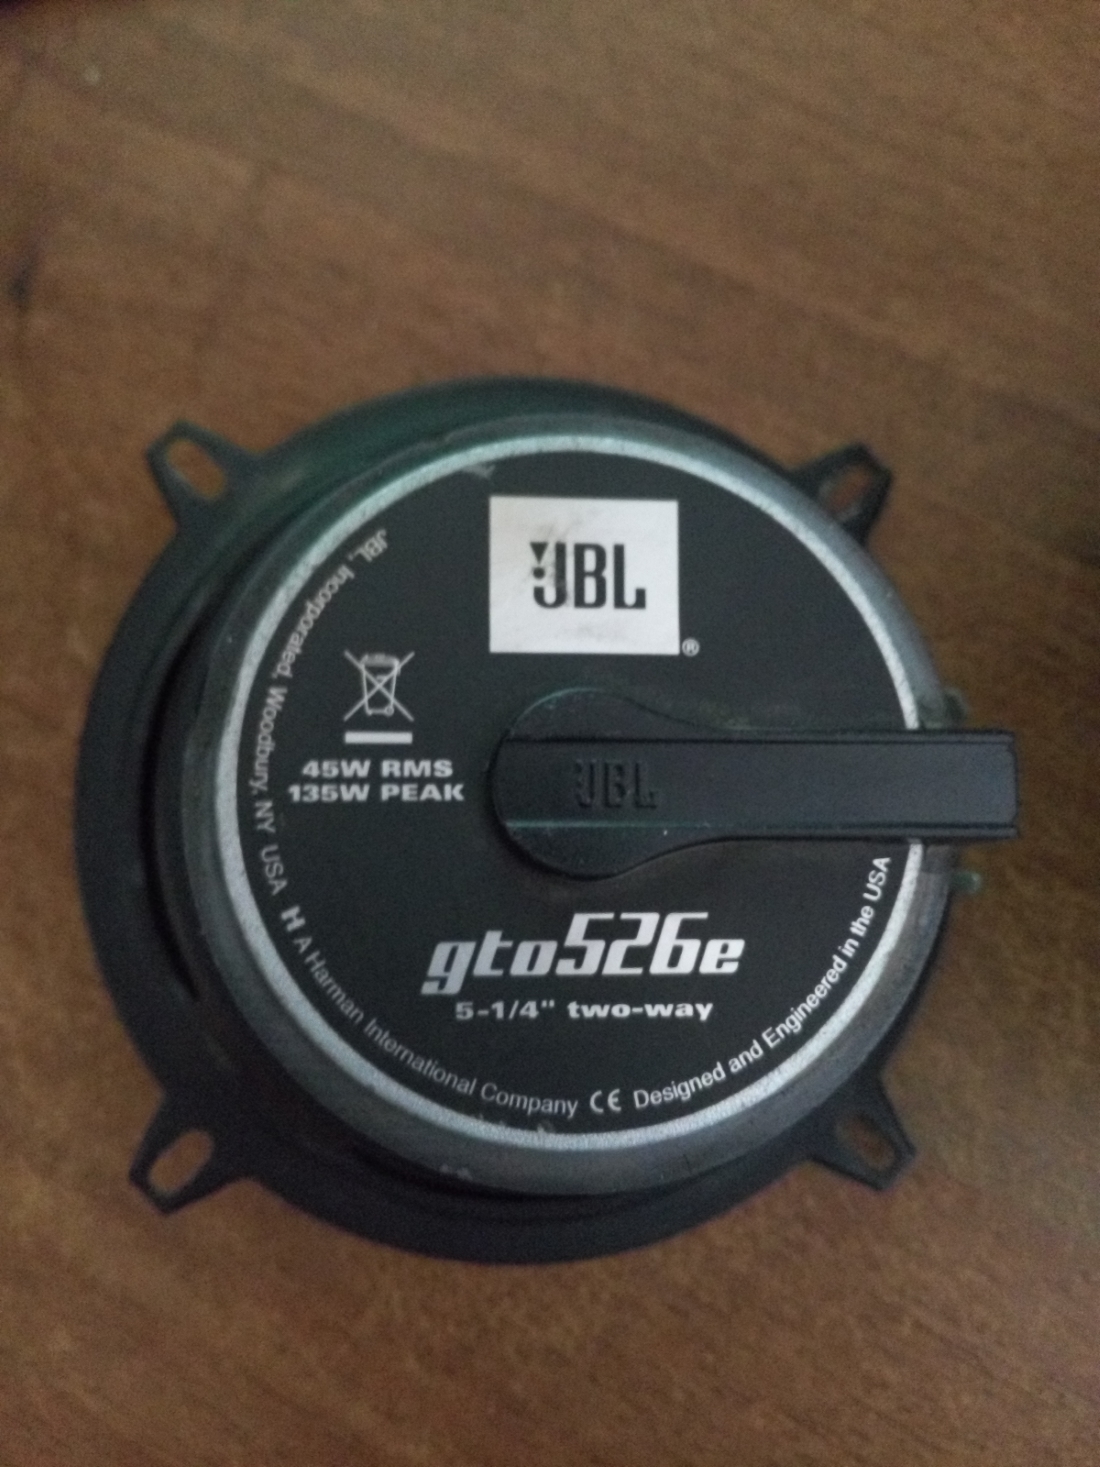 JBL
®
45W RMS
135W PEAK
JBL
gto526e
5-1/4" two-way
JBL, Incorporated, Woodbury, NY USA H A Harman International Company CE Designed and Engineered in the USA